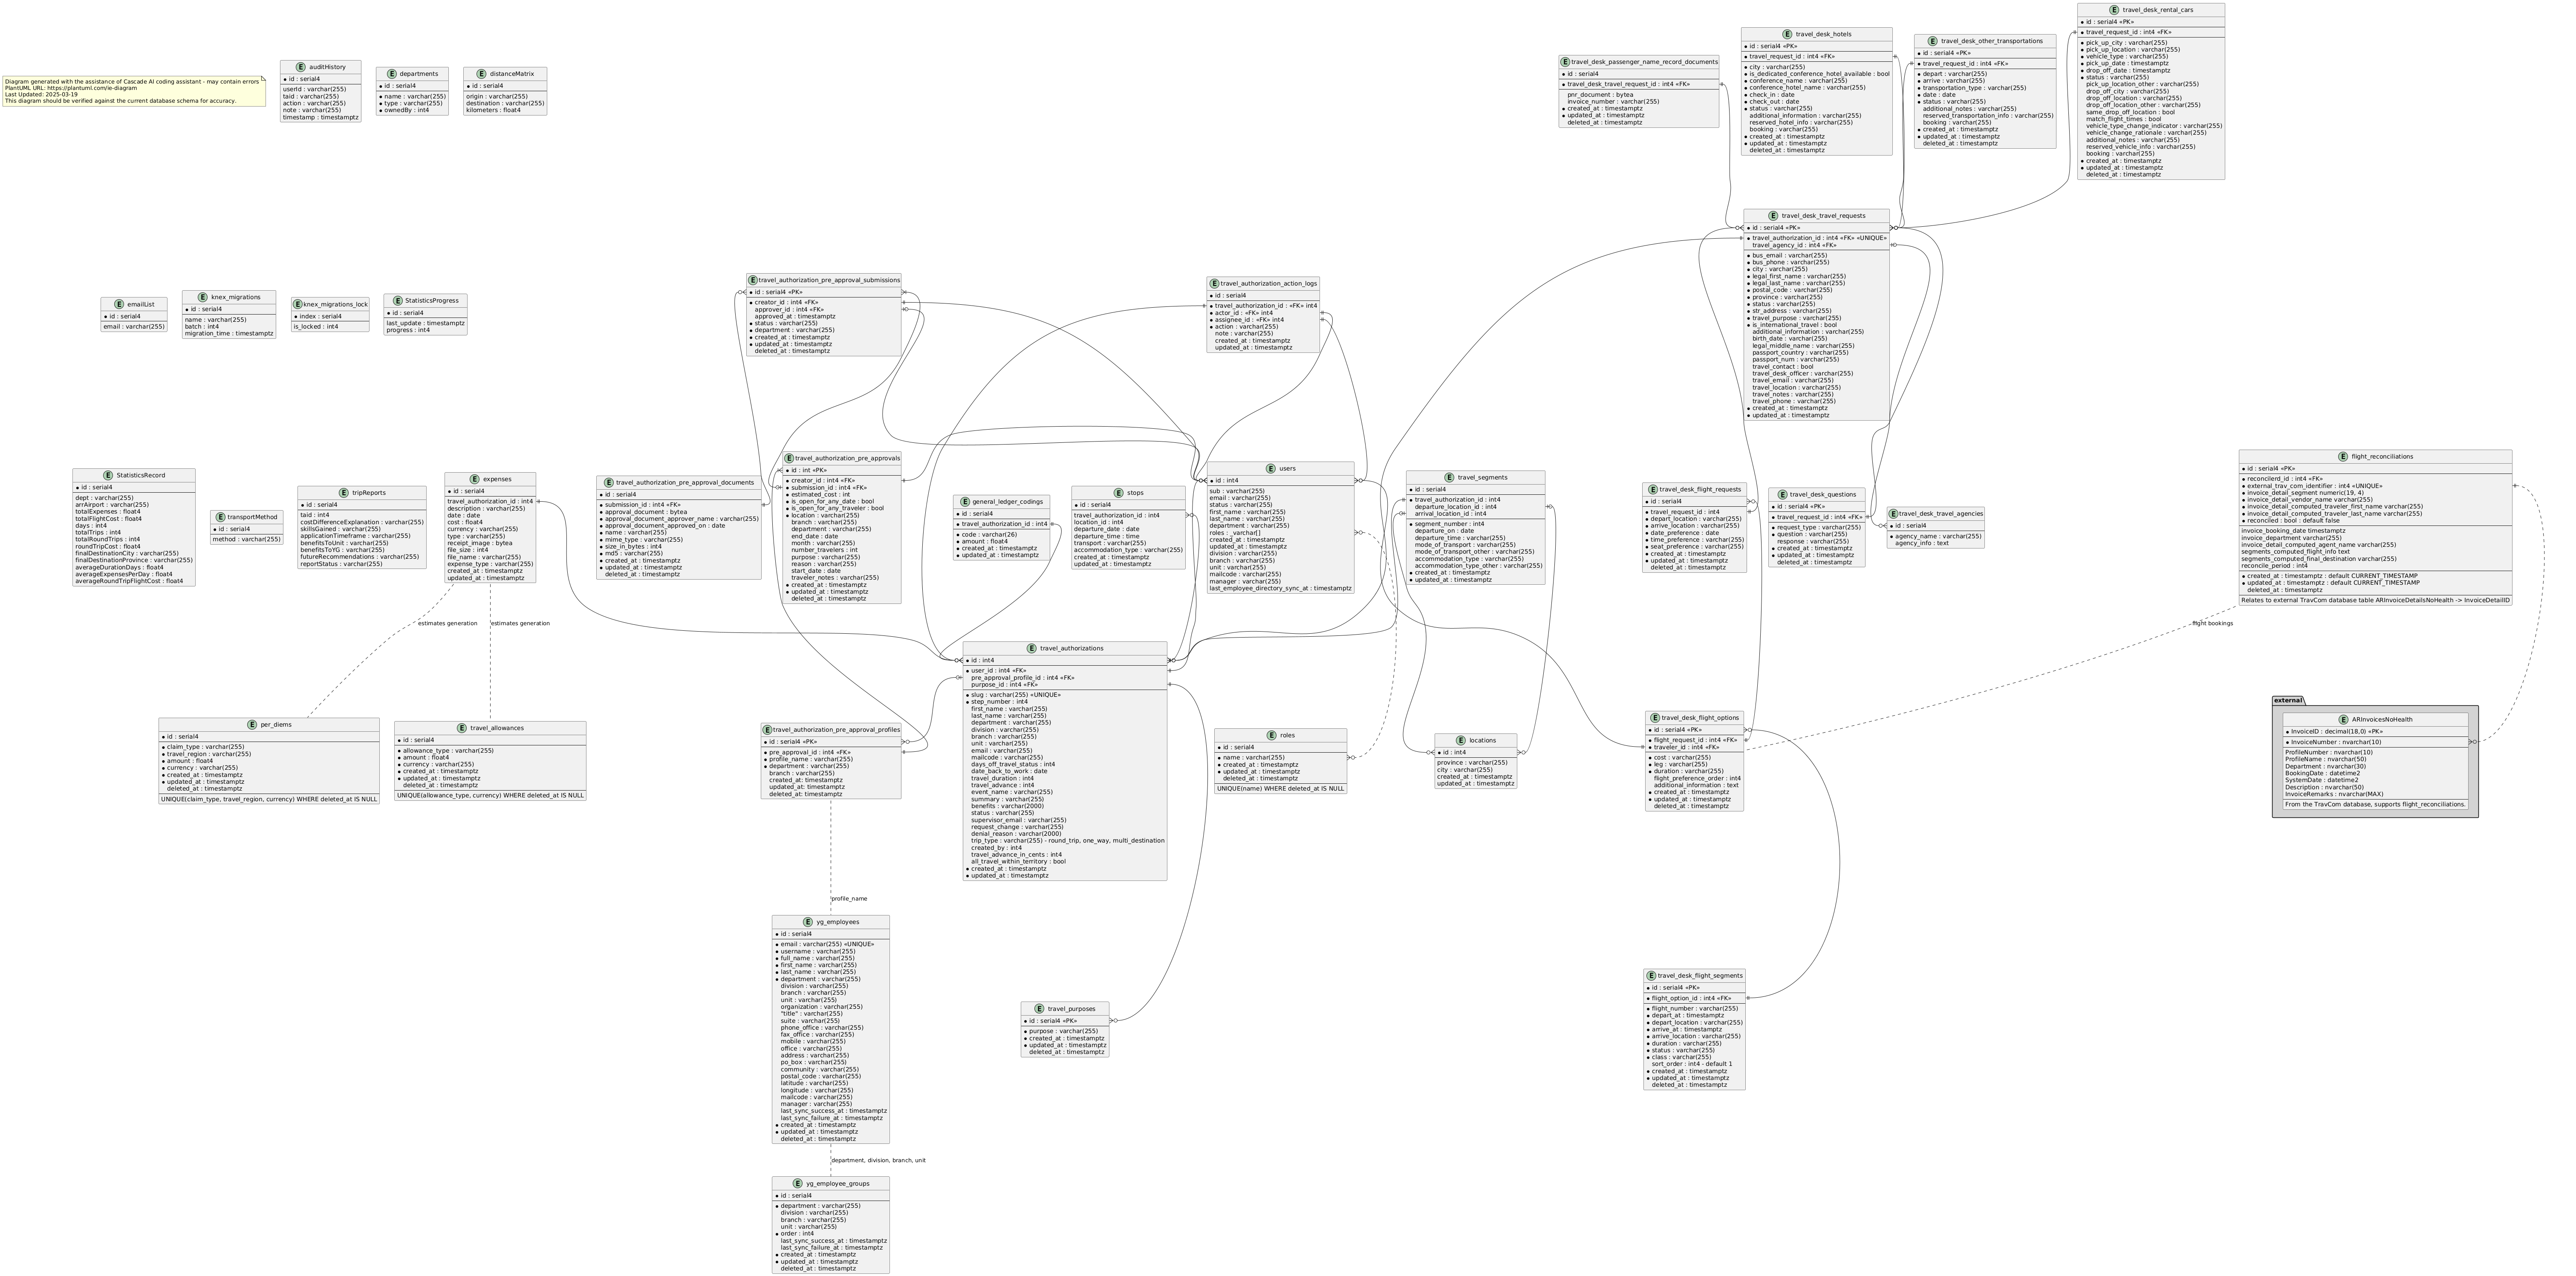 Diagram generated with the assistance of Cascade AI coding assistant - may contain errors
PlantUML URL: https://plantuml.com/ie-diagram
Last Updated: 2025-03-19
This diagram should be verified against the current database schema for accuracy.
E auditHistory
id : serial4
userId : varchar(255)
taid : varchar(255)
action : varchar(255)
note : varchar(255)
timestamp : timestamptz
E departments
id : serial4
name : varchar(255)
type : varchar(255)
ownedBy : int4
E distanceMatrix
id : serial4
origin : varchar(255)
destination : varchar(255)
kilometers : float4
E travel_desk_passenger_name_record_documents
id : serial4
travel_desk_travel_request_id : int4 «FK»
pnr_document : bytea
invoice_number : varchar(255)
created_at : timestamptz
updated_at : timestamptz
deleted_at : timestamptz
E travel_desk_hotels
id : serial4 «PK»
travel_request_id : int4 «FK»
city : varchar(255)
is_dedicated_conference_hotel_available : bool
conference_name : varchar(255)
conference_hotel_name : varchar(255)
check_in : date
check_out : date
status : varchar(255)
additional_information : varchar(255)
reserved_hotel_info : varchar(255)
booking : varchar(255)
created_at : timestamptz
updated_at : timestamptz
deleted_at : timestamptz
E travel_desk_other_transportations
id : serial4 «PK»
travel_request_id : int4 «FK»
depart : varchar(255)
arrive : varchar(255)
transportation_type : varchar(255)
date : date
status : varchar(255)
additional_notes : varchar(255)
reserved_transportation_info : varchar(255)
booking : varchar(255)
created_at : timestamptz
updated_at : timestamptz
deleted_at : timestamptz
E travel_desk_rental_cars
id : serial4 «PK»
travel_request_id : int4 «FK»
pick_up_city : varchar(255)
pick_up_location : varchar(255)
vehicle_type : varchar(255)
pick_up_date : timestamptz
drop_off_date : timestamptz
status : varchar(255)
pick_up_location_other : varchar(255)
drop_off_city : varchar(255)
drop_off_location : varchar(255)
drop_off_location_other : varchar(255)
same_drop_off_location : bool
match_flight_times : bool
vehicle_type_change_indicator : varchar(255)
vehicle_change_rationale : varchar(255)
additional_notes : varchar(255)
reserved_vehicle_info : varchar(255)
booking : varchar(255)
created_at : timestamptz
updated_at : timestamptz
deleted_at : timestamptz
E emailList
id : serial4
email : varchar(255)
E knex_migrations
id : serial4
name : varchar(255)
batch : int4
migration_time : timestamptz
E knex_migrations_lock
index : serial4
is_locked : int4
E StatisticsProgress
id : serial4
last_update : timestamptz
progress : int4
E travel_authorization_pre_approval_submissions
id : serial4 «PK»
creator_id : int4 «FK»
approver_id : int4 «FK»
approved_at : timestamptz
status : varchar(255)
department : varchar(255)
created_at : timestamptz
updated_at : timestamptz
deleted_at : timestamptz
E travel_authorization_action_logs
id : serial4
travel_authorization_id : «FK» int4
actor_id : «FK» int4
assignee_id : «FK» int4
action : varchar(255)
note : varchar(255)
created_at : timestamptz
updated_at : timestamptz
E travel_desk_travel_requests
id : serial4 «PK»
travel_authorization_id : int4 «FK» «UNIQUE»
travel_agency_id : int4 «FK»
bus_email : varchar(255)
bus_phone : varchar(255)
city : varchar(255)
legal_first_name : varchar(255)
legal_last_name : varchar(255)
postal_code : varchar(255)
province : varchar(255)
status : varchar(255)
str_address : varchar(255)
travel_purpose : varchar(255)
is_international_travel : bool
additional_information : varchar(255)
birth_date : varchar(255)
legal_middle_name : varchar(255)
passport_country : varchar(255)
passport_num : varchar(255)
travel_contact : bool
travel_desk_officer : varchar(255)
travel_email : varchar(255)
travel_location : varchar(255)
travel_notes : varchar(255)
travel_phone : varchar(255)
created_at : timestamptz
updated_at : timestamptz
E StatisticsRecord
id : serial4
dept : varchar(255)
arrAirport : varchar(255)
totalExpenses : float4
totalFlightCost : float4
days : int4
totalTrips : int4
totalRoundTrips : int4
roundTripCost : float4
finalDestinationCity : varchar(255)
finalDestinationProvince : varchar(255)
averageDurationDays : float4
averageExpensesPerDay : float4
averageRoundTripFlightCost : float4
E transportMethod
id : serial4
method : varchar(255)
E tripReports
id : serial4
taid : int4
costDifferenceExplanation : varchar(255)
skillsGained : varchar(255)
applicationTimeframe : varchar(255)
benefitsToUnit : varchar(255)
benefitsToYG : varchar(255)
futureRecommendations : varchar(255)
reportStatus : varchar(255)
E expenses
id : serial4
travel_authorization_id : int4
description : varchar(255)
date : date
cost : float4
currency : varchar(255)
type : varchar(255)
receipt_image : bytea
file_size : int4
file_name : varchar(255)
expense_type : varchar(255)
created_at : timestamptz
updated_at : timestamptz
E travel_authorization_pre_approval_documents
id : serial4
submission_id : int4 «FK»
approval_document : bytea
approval_document_approver_name : varchar(255)
approval_document_approved_on : date
name : varchar(255)
mime_type : varchar(255)
size_in_bytes : int4
md5 : varchar(255)
created_at : timestamptz
updated_at : timestamptz
deleted_at : timestamptz
E travel_authorization_pre_approvals
id : int «PK»
creator_id : int4 «FK»
submission_id : int4 «FK»
estimated_cost : int
is_open_for_any_date : bool
is_open_for_any_traveler : bool
location : varchar(255)
branch : varchar(255)
department : varchar(255)
end_date : date
month : varchar(255)
number_travelers : int
purpose : varchar(255)
reason : varchar(255)
start_date : date
traveler_notes : varchar(255)
created_at : timestamptz
updated_at : timestamptz
deleted_at : timestamptz
E general_ledger_codings
id : serial4
travel_authorization_id : int4
code : varchar(26)
amount : float4
created_at : timestamptz
updated_at : timestamptz
E stops
id : serial4
travel_authorization_id : int4
location_id : int4
departure_date : date
departure_time : time
transport : varchar(255)
accommodation_type : varchar(255)
created_at : timestamptz
updated_at : timestamptz
E users
id : int4
sub : varchar(255)
email : varchar(255)
status : varchar(255)
first_name : varchar(255)
last_name : varchar(255)
department : varchar(255)
roles : _varchar[]
created_at : timestamptz
updated_at : timestamptz
division : varchar(255)
branch : varchar(255)
unit : varchar(255)
mailcode : varchar(255)
manager : varchar(255)
last_employee_directory_sync_at : timestamptz
E travel_segments
id : serial4
travel_authorization_id : int4
departure_location_id : int4
arrival_location_id : int4
segment_number : int4
departure_on : date
departure_time : varchar(255)
mode_of_transport : varchar(255)
mode_of_transport_other : varchar(255)
accommodation_type : varchar(255)
accommodation_type_other : varchar(255)
created_at : timestamptz
updated_at : timestamptz
E travel_desk_flight_requests
id : serial4
travel_request_id : int4
depart_location : varchar(255)
arrive_location : varchar(255)
date_preference : date
time_preference : varchar(255)
seat_preference : varchar(255)
created_at : timestamptz
updated_at : timestamptz
deleted_at : timestamptz
E travel_desk_questions
id : serial4 «PK»
travel_request_id : int4 «FK»
request_type : varchar(255)
question : varchar(255)
response : varchar(255)
created_at : timestamptz
updated_at : timestamptz
deleted_at : timestamptz
E travel_desk_travel_agencies
id : serial4
agency_name : varchar(255)
agency_info : text
E flight_reconciliations
id : serial4 «PK»
reconcilerd_id : int4 «FK»
external_trav_com_identifier : int4 «UNIQUE»
invoice_detail_segment numeric(19, 4)
invoice_detail_vendor_name varchar(255)
invoice_detail_computed_traveler_first_name varchar(255)
invoice_detail_computed_traveler_last_name varchar(255)
reconciled : bool : default false
invoice_booking_date timestamptz
invoice_department varchar(255)
invoice_detail_computed_agent_name varchar(255)
segments_computed_flight_info text
segments_computed_final_destination varchar(255)
reconcile_period : int4
created_at : timestamptz : default CURRENT_TIMESTAMP
updated_at : timestamptz : default CURRENT_TIMESTAMP
deleted_at : timestamptz
Relates to external TravCom database table ARInvoiceDetailsNoHealth -> InvoiceDetailID
estimates generation
estimates generation
flight bookings
E per_diems
id : serial4
claim_type : varchar(255)
travel_region : varchar(255)
amount : float4
currency : varchar(255)
created_at : timestamptz
updated_at : timestamptz
deleted_at : timestamptz
UNIQUE(claim_type, travel_region, currency) WHERE deleted_at IS NULL
E travel_allowances
id : serial4
allowance_type : varchar(255)
amount : float4
currency : varchar(255)
created_at : timestamptz
updated_at : timestamptz
deleted_at : timestamptz
UNIQUE(allowance_type, currency) WHERE deleted_at IS NULL
E travel_authorization_pre_approval_profiles
id : serial4 «PK»
pre_approval_id : int4 «FK»
profile_name : varchar(255)
department : varchar(255)
branch : varchar(255)
created_at: timestamptz
updated_at: timestamptz
deleted_at: timestamptz
E travel_authorizations
id : int4
user_id : int4 «FK»
pre_approval_profile_id : int4 «FK»
purpose_id : int4 «FK»
slug : varchar(255) «UNIQUE»
step_number : int4
first_name : varchar(255)
last_name : varchar(255)
department : varchar(255)
division : varchar(255)
branch : varchar(255)
unit : varchar(255)
email : varchar(255)
mailcode : varchar(255)
days_off_travel_status : int4
date_back_to_work : date
travel_duration : int4
travel_advance : int4
event_name : varchar(255)
summary : varchar(255)
benefits : varchar(2000)
status : varchar(255)
supervisor_email : varchar(255)
request_change : varchar(255)
denial_reason : varchar(2000)
trip_type : varchar(255) - round_trip, one_way, multi_destination
created_by : int4
travel_advance_in_cents : int4
all_travel_within_territory : bool
created_at : timestamptz
updated_at : timestamptz
E roles
id : serial4
name : varchar(255)
created_at : timestamptz
updated_at : timestamptz
deleted_at : timestamptz
UNIQUE(name) WHERE deleted_at IS NULL
E locations
id : int4
province : varchar(255)
city : varchar(255)
created_at : timestamptz
updated_at : timestamptz
E travel_desk_flight_options
id : serial4 «PK»
flight_request_id : int4 «FK»
traveler_id : int4 «FK»
cost : varchar(255)
leg : varchar(255)
duration : varchar(255)
flight_preference_order : int4
additional_information : text
created_at : timestamptz
updated_at : timestamptz
deleted_at : timestamptz
external
E ARInvoicesNoHealth
InvoiceID : decimal(18,0) «PK»
InvoiceNumber : nvarchar(10)
ProfileNumber : nvarchar(10)
ProfileName : nvarchar(50)
Department : nvarchar(30)
BookingDate : datetime2
SystemDate : datetime2
Description : nvarchar(50)
InvoiceRemarks : nvarchar(MAX)
From the TravCom database, supports flight_reconciliations.
profile_name
E yg_employees
id : serial4
email : varchar(255) «UNIQUE»
username : varchar(255)
full_name : varchar(255)
first_name : varchar(255)
last_name : varchar(255)
department : varchar(255)
division : varchar(255)
branch : varchar(255)
unit : varchar(255)
organization : varchar(255)
"title" : varchar(255)
suite : varchar(255)
phone_office : varchar(255)
fax_office : varchar(255)
mobile : varchar(255)
office : varchar(255)
address : varchar(255)
po_box : varchar(255)
community : varchar(255)
postal_code : varchar(255)
latitude : varchar(255)
longitude : varchar(255)
mailcode : varchar(255)
manager : varchar(255)
last_sync_success_at : timestamptz
last_sync_failure_at : timestamptz
created_at : timestamptz
updated_at : timestamptz
deleted_at : timestamptz
E travel_purposes
id : serial4 «PK»
purpose : varchar(255)
created_at : timestamptz
updated_at : timestamptz
deleted_at : timestamptz
E travel_desk_flight_segments
id : serial4 «PK»
flight_option_id : int4 «FK»
flight_number : varchar(255)
depart_at : timestamptz
depart_location : varchar(255)
arrive_at : timestamptz
arrive_location : varchar(255)
duration : varchar(255)
status : varchar(255)
class : varchar(255)
sort_order : int4 - default 1
created_at : timestamptz
updated_at : timestamptz
deleted_at : timestamptz
department, division, branch, unit
E yg_employee_groups
id : serial4
department : varchar(255)
division : varchar(255)
branch : varchar(255)
unit : varchar(255)
order : int4
last_sync_success_at : timestamptz
last_sync_failure_at : timestamptz
created_at : timestamptz
updated_at : timestamptz
deleted_at : timestamptz